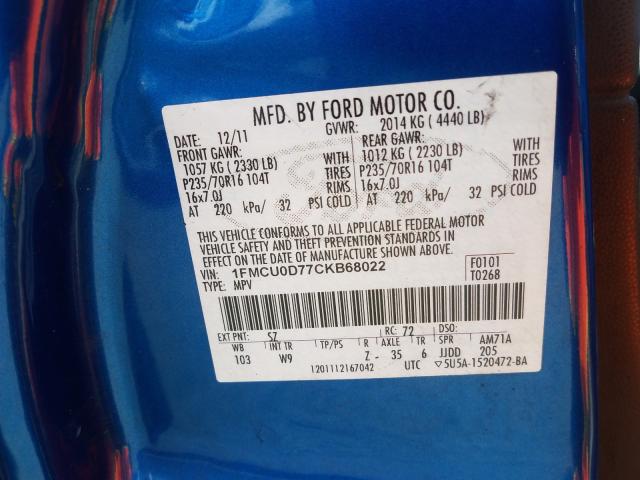 MFD. BY FORD MOTOR CO.
DATE: 12/11 GVWR: 2014 KG ( 4440 LB)
FRONT GAWR: WITH REAR GAWR: WITH
1057 KG ( 2330 LB) TIRES 1012 KG ( 2230 LB) TIRES
P235/70R16 104T RIMS P235/70R16 104T RIMS
16x7.0J 16x7.0J
AT 220 kPa/ 32 PSI COLD AT 220 kPa/ 32 PSI COLD
THIS VEHICLE CONFORMS TO ALL APPLICABLE FEDERAL MOTOR
VEHICLE SAFETY AND THEFT PREVENTION STANDARDS IN
EFFECT ON THE DATE OF MANUFACTURE SHOWN ABOVE.
VIN: 1FMCU0D77CKB68022 F0101
TYPE: MPV T0268
EXT PNT: SZ RC: 72 DSO:
WB INT TR TP/PS R AXLE TR SPR AM71A
103 W9 Z - 35 6 JJDD 205
1201112167042 UTC ▽5U5A-1520472-BA